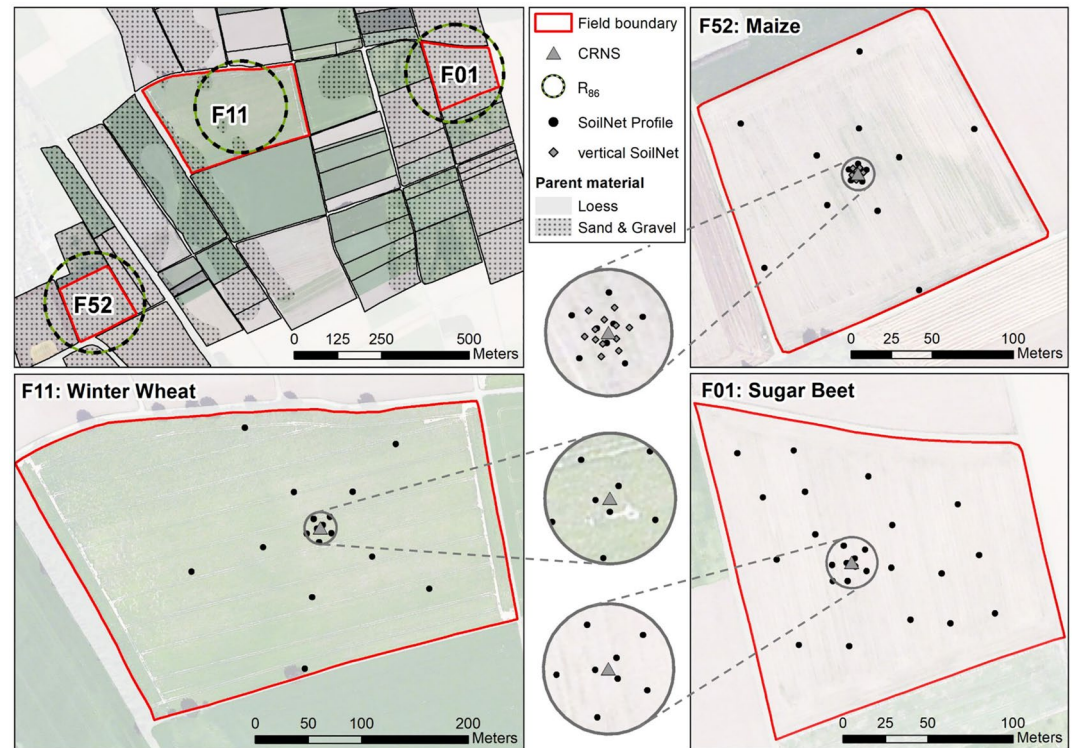 F11
F01
F52
0 125 250 500
Meters
Field boundary
CRNS
R86
SoilNet Profile
vertical SoilNet
Parent material
Loess
Sand & Gravel
F52: Maize
0 25 50 100
Meters
F11: Winter Wheat
0 50 100 200
Meters
F01: Sugar Beet
0 25 50 100
Meters